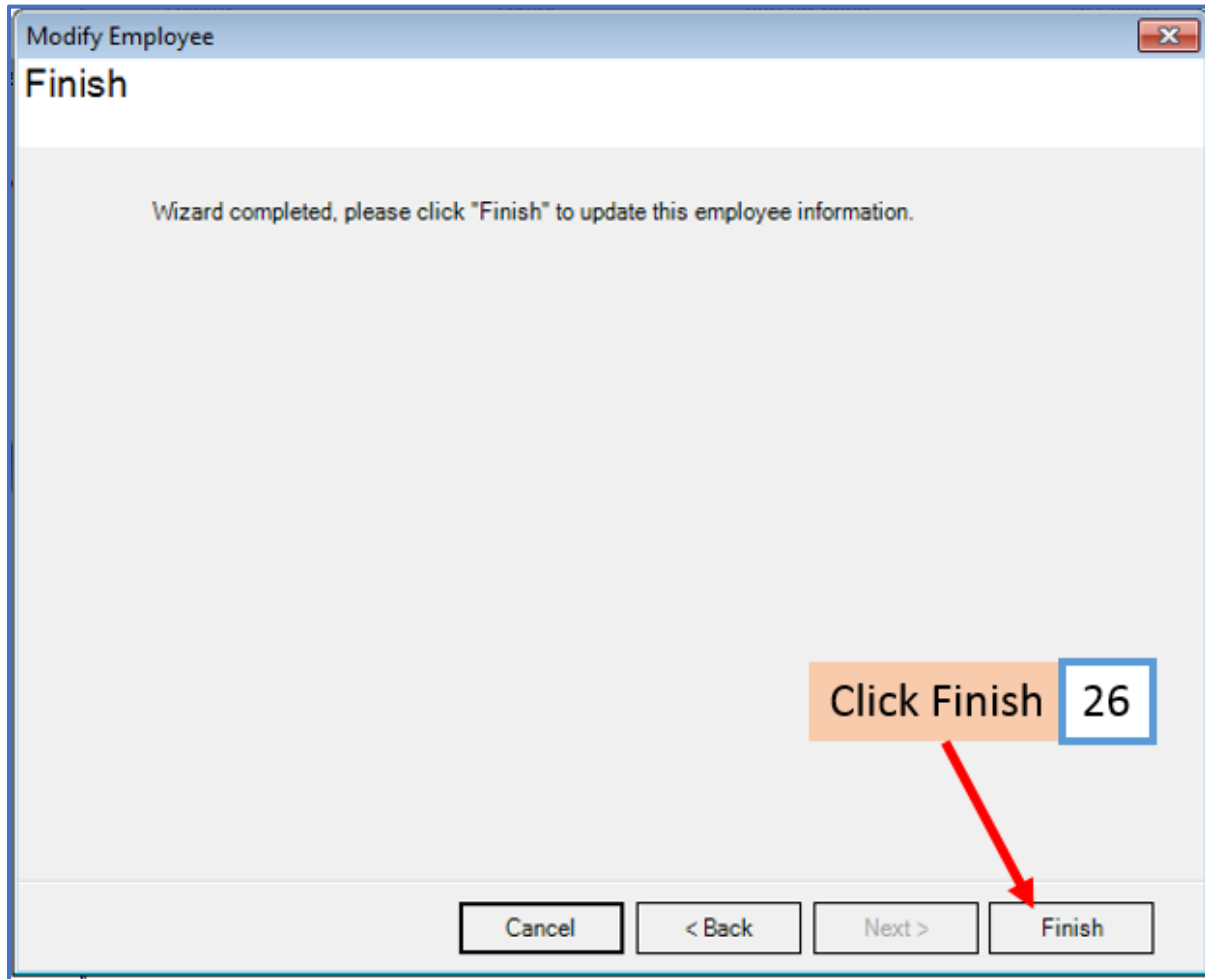 Modify Employee
Finish
Wizard completed, please click "Finish" to update this employee information.
Click Finish 26
Cancel < Back Next > Finish